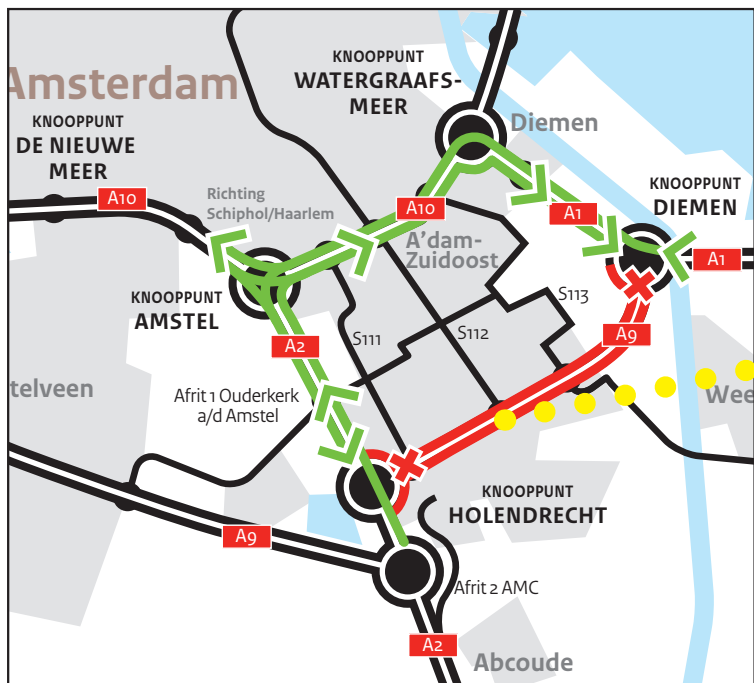 KNOOPPUNT
WATERGRAAFS-
MEER
Amsterdam
KNOOPPUNT
DE NIEUWE
MEER
Diemen
KNOOPPUNT
DIEMEN
A10
Richting
Schiphol/Haarlem
A10
A1
A1
A'dam-
Zuidoost
KNOOPPUNT
AMSTEL
S113
A2
S111
S112
A9
telveen
Afrit 1 Ouderkerk
a/d Amstel
Wee
KNOOPPUNT
HOLENDRECHT
A9
Afrit 2 AMC
A2
Abcoude